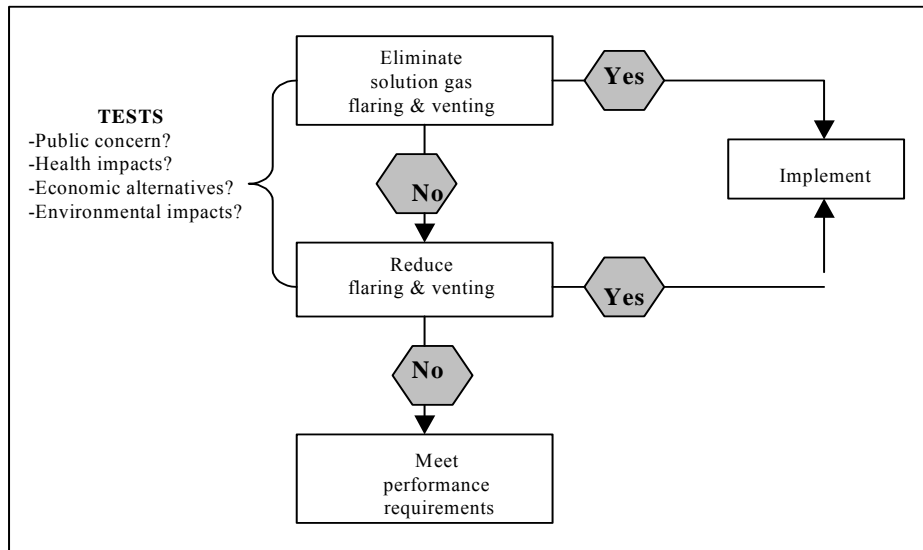 Eliminate
solution gas
flaring & venting
Yes
TESTS
-Public concern?
-Health impacts?
-Economic alternatives?
-Environmental impacts?
No
Implement
Reduce
flaring & venting
Yes
No
Meet
performance
requirements